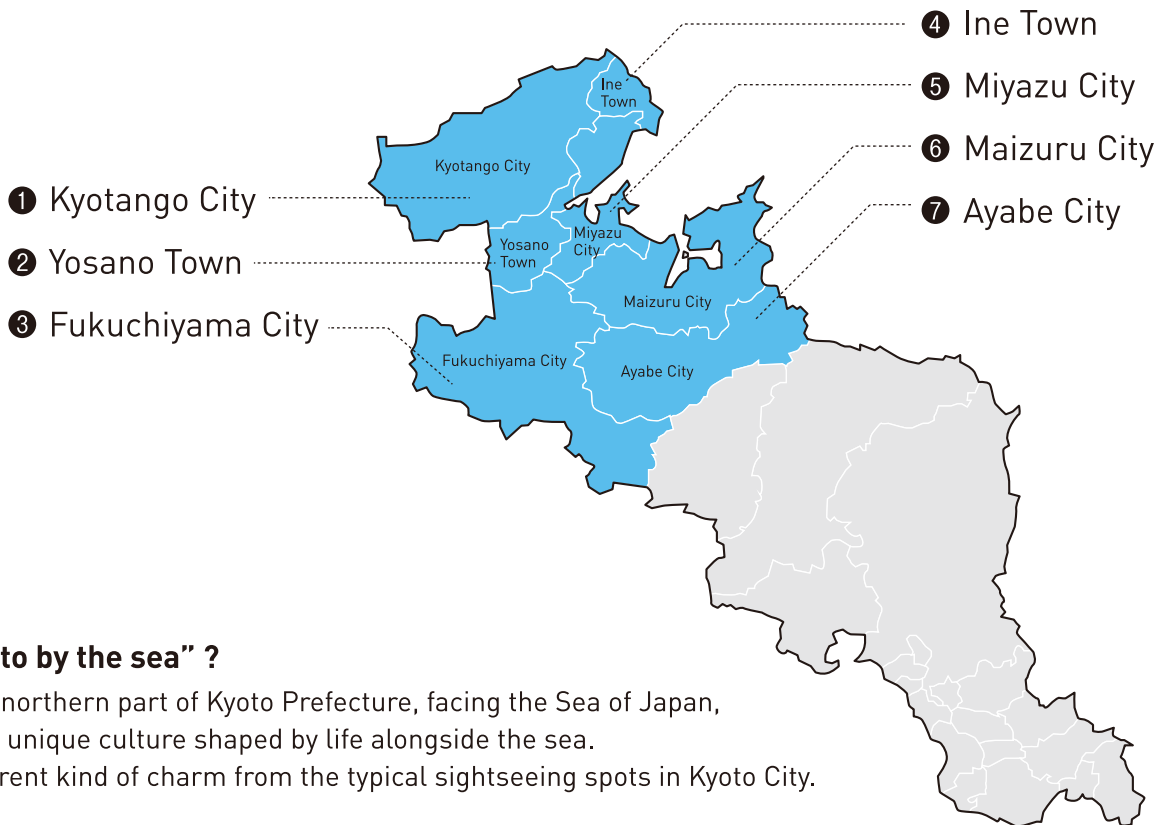 ❶ Kyotango City
❷ Yosano Town
❸ Fukuchiyama City
❹ Ine Town
❺ Miyazu City
❻ Maizuru City
❼ Ayabe City
Ine
Town
Kyotango City
Yosano
Town
Miyazu
City
Maizuru City
Fukuchiyama City
Ayabe City
to by the sea” ?
northern part of Kyoto Prefecture, facing the Sea of Japan,
unique culture shaped by life alongside the sea.
rent kind of charm from the typical sightseeing spots in Kyoto City.